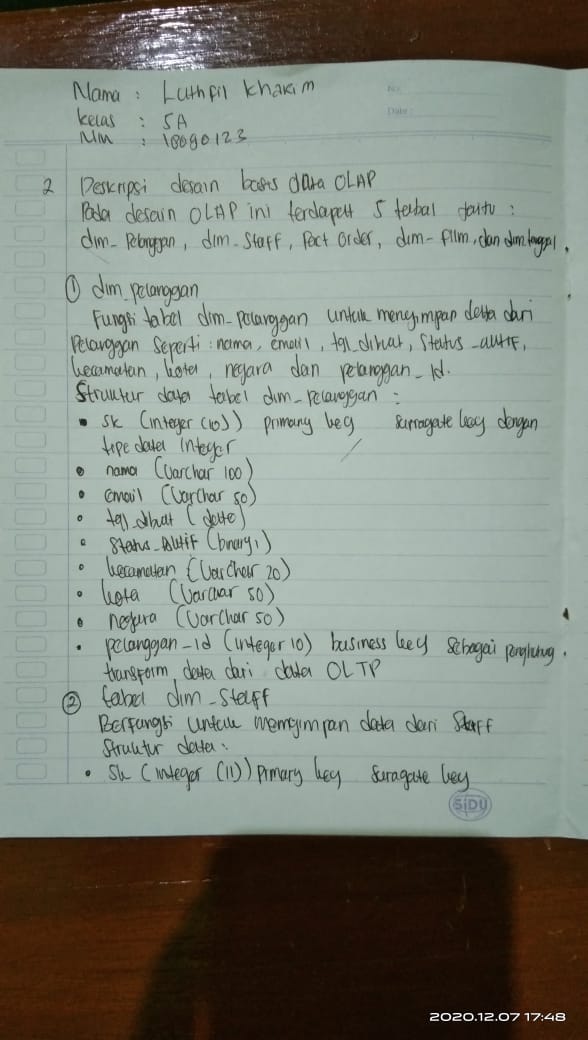 Nama : Luthfil Khakim
No:
kelas : 5A
Date:
NIM : 18090123
2 Deskripsi desain basis data OLAP
Pada desain OLAP ini terdapat 5 terbal yaitu :
dim_Pelanggan, dim_Staff, Fact Order, dim_film, dan dim_tanggal.
① dim_pelanggan
Fungsi tabel dim_pelanggan untuk menyimpan data dari
Pelanggan seperti : nama, email, tgl_dibuat, Status_aktif,
kecamatan, kota, negara dan pelanggan_id.
Struktur data tabel dim_pelanggan :
• sk (integer (10)) primary key surragate key dengan
tipe data integer
• nama (Varchar 100)
• email (Varchar 50)
• tgl_dibuat (date)
• Status_Aktif (binary 1)
• kecamatan (Varchar 20)
• kota (Varchar 50)
• negara (Varchar 50)
• pelanggan_id (integer 10) business key sebagai penghubung.
transform data dari data OLTP
② tabel dim_Staff
Berfungsi untuk menyimpan data dari Staff
Struktur data :
• Sk (integer (11)) primary key suragate key
SIDU
2020.12.07 17:48